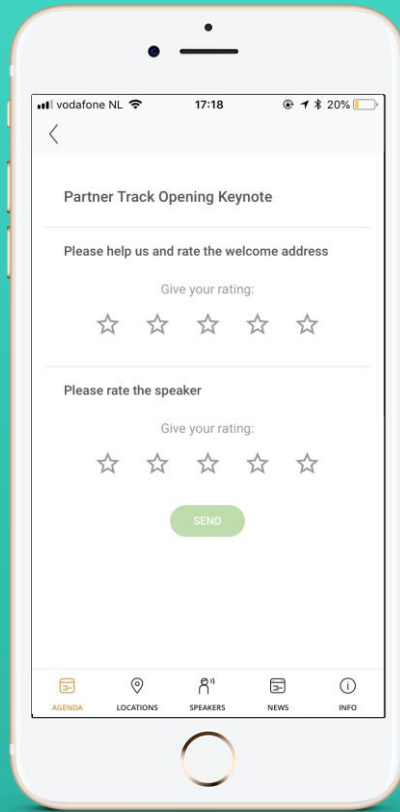 vodafone NL 17:18 20%
Partner Track Opening Keynote
Please help us and rate the welcome address
Give your rating:
Please rate the speaker
Give your rating:
SEND
AGENDA LOCATIONS SPEAKERS NEWS INFO